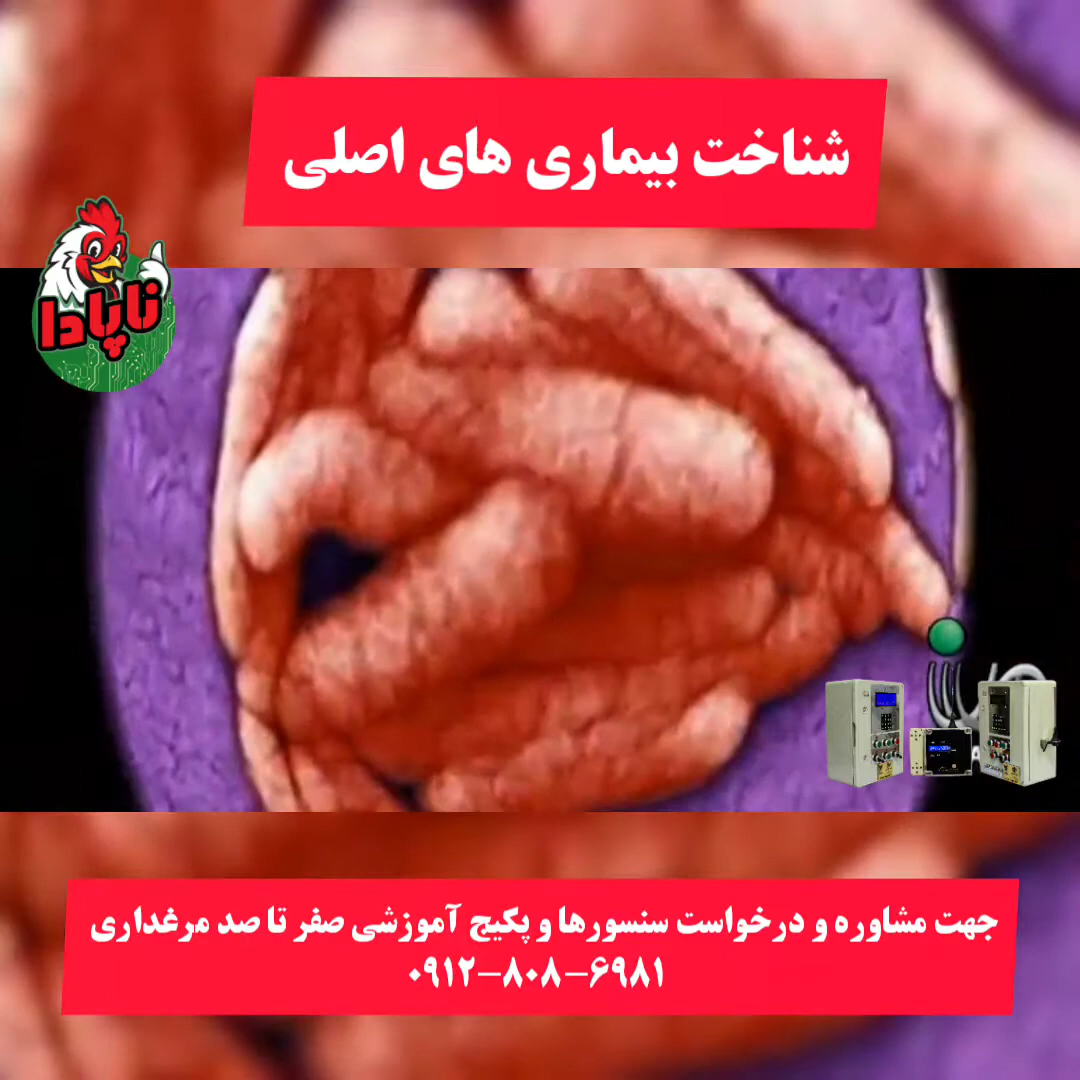 شناخت بیماری های اصلی
ناپادا
جهت مشاوره و درخواست سنسورها و پکیج آموزشی صفر تا صد مرغداری
۰۹۱۲-۸۰۸-۶۹۸۱